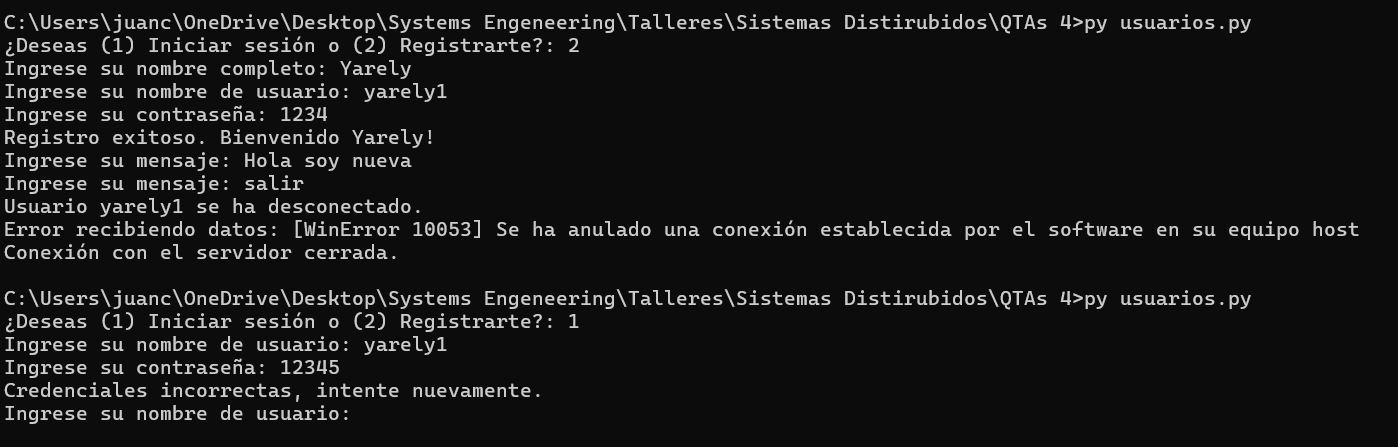 C:\Users\juanc\OneDrive\Desktop\Systems Engeneering\Talleres\Sistemas Distirubidos\QTAs 4>py usuarios.py
¿Deseas (1) Iniciar sesión o (2) Registrarte?: 2
Ingrese su nombre completo: Yarely
Ingrese su nombre de usuario: yarely1
Ingrese su contraseña: 1234
Registro exitoso. Bienvenido Yarely!
Ingrese su mensaje: Hola soy nueva
Ingrese su mensaje: salir
Usuario yarely1 se ha desconectado.
Error recibiendo datos: [WinError 10053] Se ha anulado una conexión establecida por el software en su equipo host
Conexión con el servidor cerrada.
C:\Users\juanc\OneDrive\Desktop\Systems Engeneering\Talleres\Sistemas Distirubidos\QTAs 4>py usuarios.py
¿Deseas (1) Iniciar sesión o (2) Registrarte?: 1
Ingrese su nombre de usuario: yarely1
Ingrese su contraseña: 12345
Credenciales incorrectas, intente nuevamente.
Ingrese su nombre de usuario: